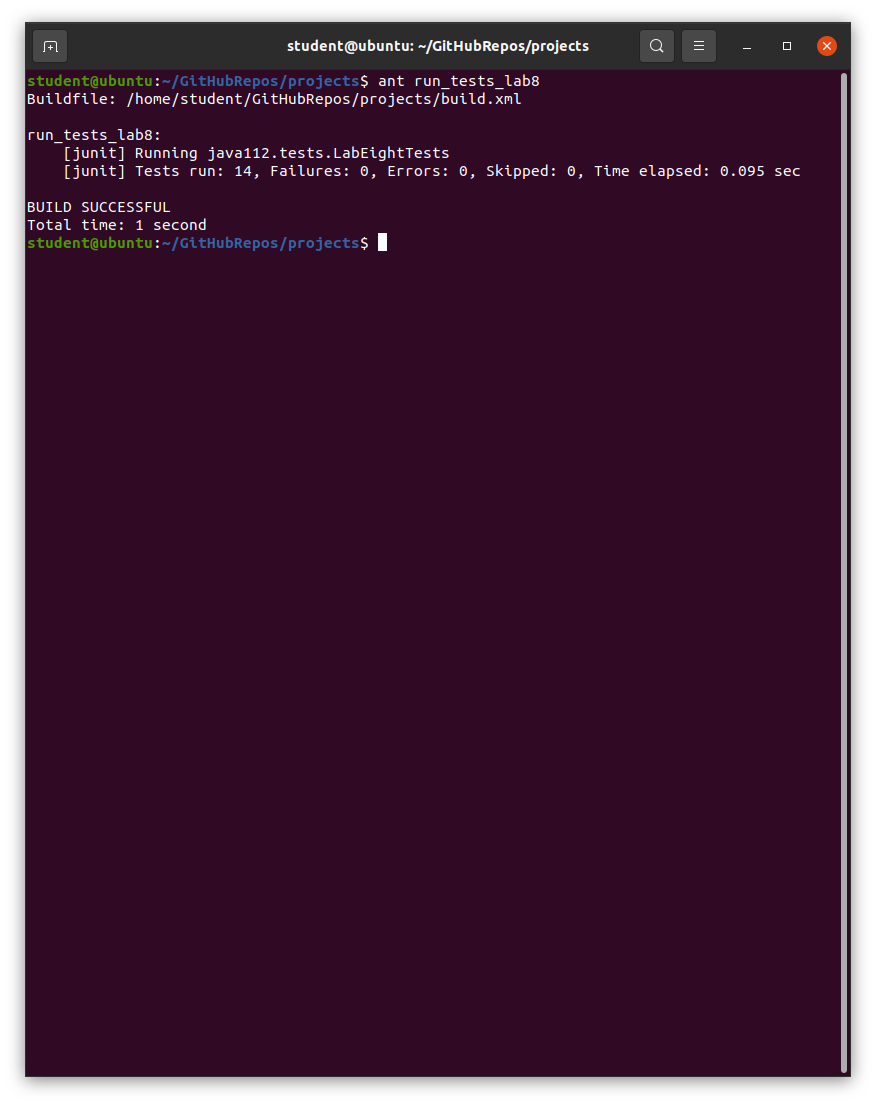 student@ubuntu: ~/GitHubRepos/projects
student@ubuntu:~/GitHubRepos/projects$ ant run_tests_lab8
Buildfile: /home/student/GitHubRepos/projects/build.xml
run_tests_lab8:
[junit] Running java112.tests.LabEightTests
[junit] Tests run: 14, Failures: 0, Errors: 0, Skipped: 0, Time elapsed: 0.095 sec
BUILD SUCCESSFUL
Total time: 1 second
student@ubuntu:~/GitHubRepos/projects$